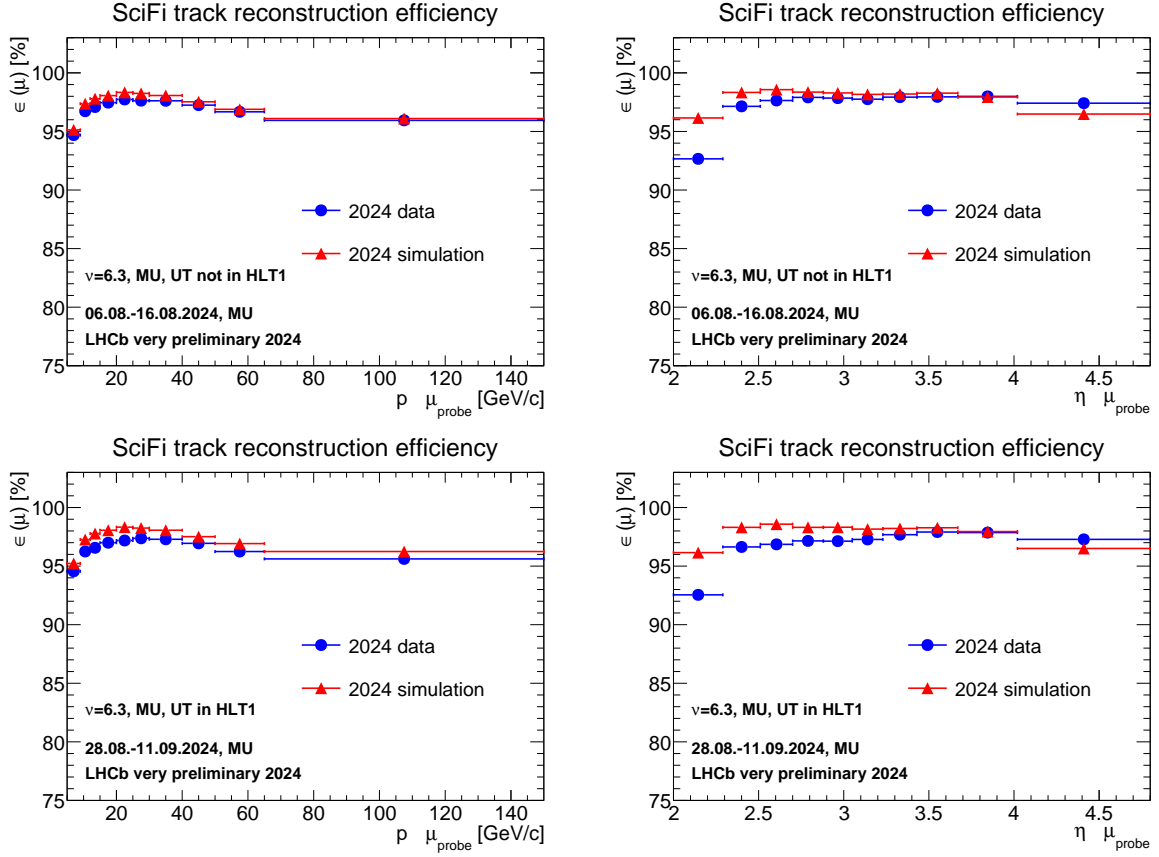 SciFi track reconstruction efficiency
ϵ (μ) [%]
100
95
90
85
80
75
2024 data
2024 simulation
ν=6.3, MU, UT not in HLT1
06.08.-16.08.2024, MU
LHCb very preliminary 2024
20 40 60 80 100 120 140
p μprobe [GeV/c]
SciFi track reconstruction efficiency
ϵ (μ) [%]
100
95
90
85
80
75
2024 data
2024 simulation
ν=6.3, MU, UT not in HLT1
06.08.-16.08.2024, MU
LHCb very preliminary 2024
2 2.5 3 3.5 4 4.5
η μprobe
SciFi track reconstruction efficiency
ϵ (μ) [%]
100
95
90
85
80
75
2024 data
2024 simulation
ν=6.3, MU, UT in HLT1
28.08.-11.09.2024, MU
LHCb very preliminary 2024
20 40 60 80 100 120 140
p μprobe [GeV/c]
SciFi track reconstruction efficiency
ϵ (μ) [%]
100
95
90
85
80
75
2024 data
2024 simulation
ν=6.3, MU, UT in HLT1
28.08.-11.09.2024, MU
LHCb very preliminary 2024
2 2.5 3 3.5 4 4.5
η μprobe